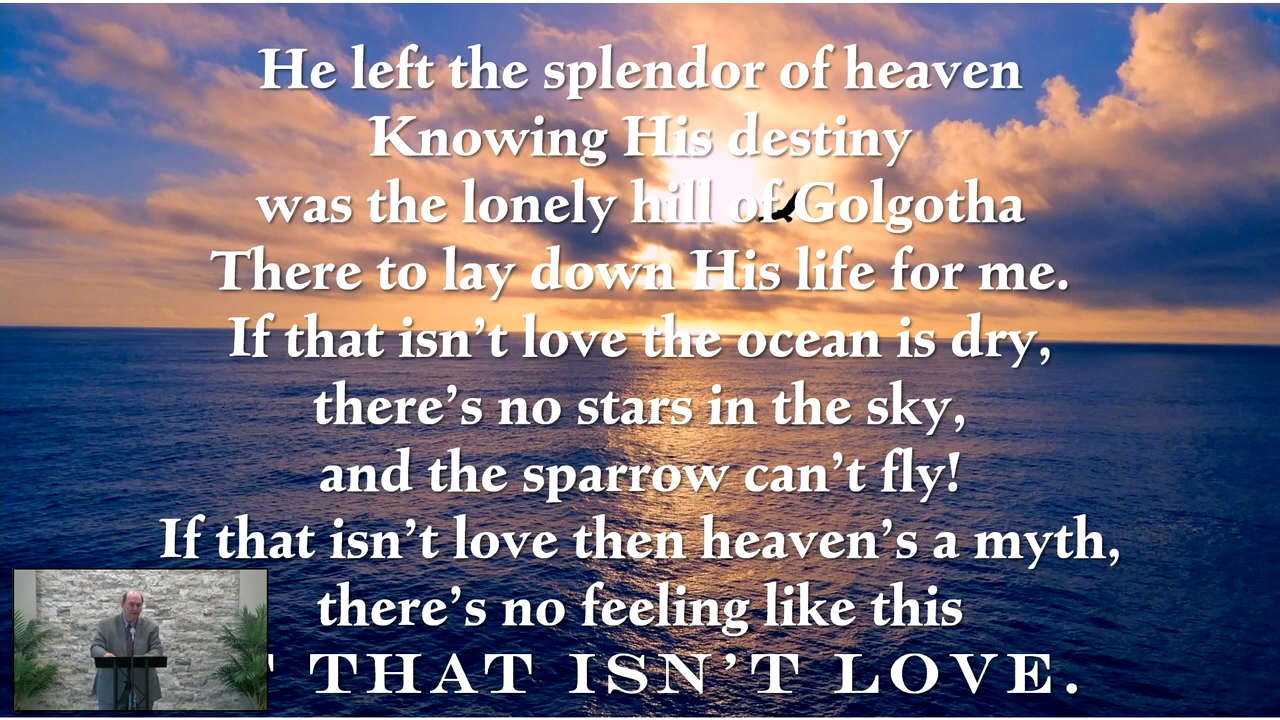 He left the splendor of heaven
Knowing His destiny
was the lonely hill of Golgotha
There to lay down His life for me.
If that isn’t love the ocean is dry,
there’s no stars in the sky,
and the sparrow can’t fly!
If that isn’t love then heaven’s a myth,
there’s no feeling like this
THAT ISN’T LOVE.